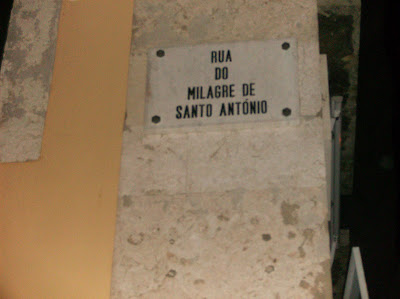 RUA
DO
MILAGRE DE
SANTO ANTÓNIO